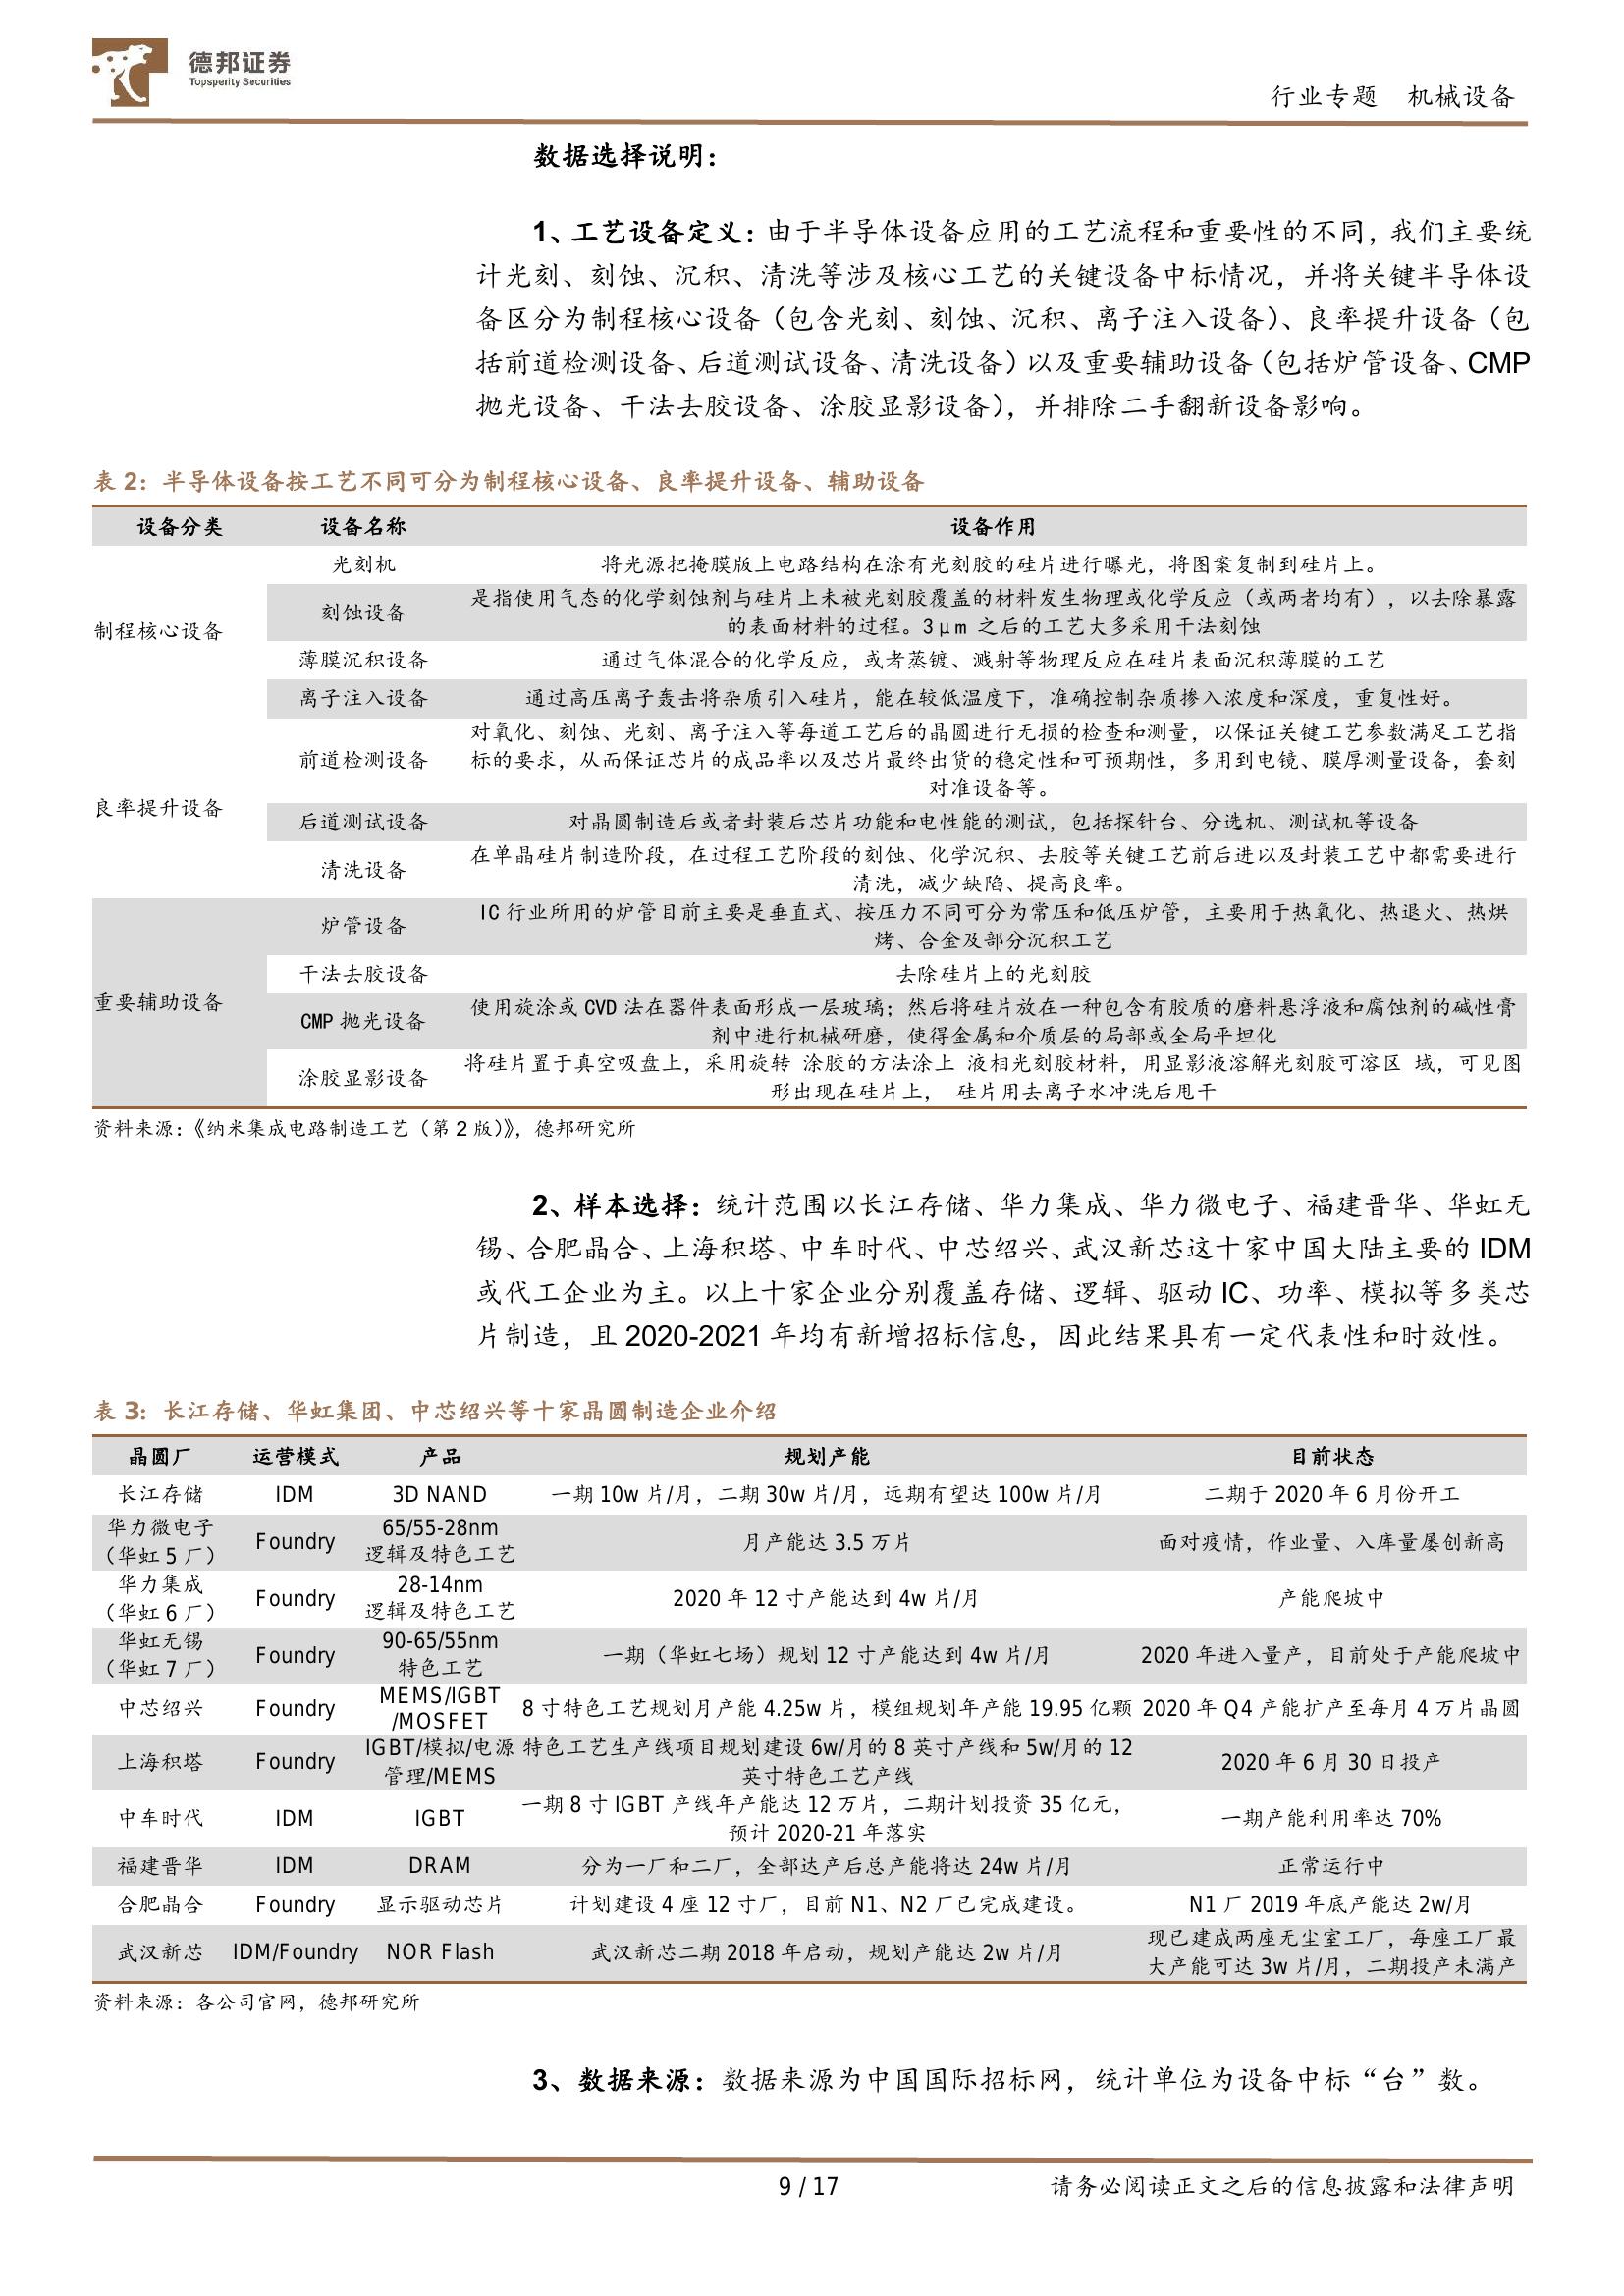 德邦证券
Topsperity Securities
行业专题 机械设备
数据选择说明：
1、工艺设备定义：由于半导体设备应用的工艺流程和重要性的不同，我们主要统
计光刻、刻蚀、沉积、清洗等涉及核心工艺的关键设备中标情况，并将关键半导体设
备区分为制程核心设备（包含光刻、刻蚀、沉积、离子注入设备）、良率提升设备（包
括前道检测设备、后道测试设备、清洗设备）以及重要辅助设备（包括炉管设备、CMP
抛光设备、干法去胶设备、涂胶显影设备），并排除二手翻新设备影响。
表 2：半导体设备按工艺不同可分为制程核心设备、良率提升设备、辅助设备
设备分类 设备名称 设备作用
制程核心设备
光刻机 将光源把掩膜版上电路结构在涂有光刻胶的硅片进行曝光，将图案复制到硅片上。
刻蚀设备 是指使用气态的化学刻蚀剂与硅片上未被光刻胶覆盖的材料发生物理或化学反应（或两者均有），以去除暴露
的表面材料的过程。3μm 之后的工艺大多采用干法刻蚀
薄膜沉积设备 通过气体混合的化学反应，或者蒸镀、溅射等物理反应在硅片表面沉积薄膜的工艺
离子注入设备 通过高压离子轰击将杂质引入硅片，能在较低温度下，准确控制杂质掺入浓度和深度，重复性好。
良率提升设备
前道检测设备 对氧化、刻蚀、光刻、离子注入等每道工艺后的晶圆进行无损的检查和测量，以保证关键工艺参数满足工艺指
标的要求，从而保证芯片的成品率以及芯片最终出货的稳定性和可预期性，多用到电镜、膜厚测量设备，套刻
对准设备等。
后道测试设备 对晶圆制造后或者封装后芯片功能和电性能的测试，包括探针台、分选机、测试机等设备
清洗设备 在单晶硅片制造阶段，在过程工艺阶段的刻蚀、化学沉积、去胶等关键工艺前后进以及封装工艺中都需要进行
清洗，减少缺陷、提高良率。
重要辅助设备
炉管设备 IC 行业所用的炉管目前主要是垂直式、按压力不同可分为常压和低压炉管，主要用于热氧化、热退火、热烘
烤、合金及部分沉积工艺
干法去胶设备 去除硅片上的光刻胶
CMP 抛光设备 使用旋涂或 CVD 法在器件表面形成一层玻璃；然后将硅片放在一种包含有胶质的磨料悬浮液和腐蚀剂的碱性膏
剂中进行机械研磨，使得金属和介质层的局部或全局平坦化
涂胶显影设备 将硅片置于真空吸盘上，采用旋转 涂胶的方法涂上 液相光刻胶材料，用显影液溶解光刻胶可溶区 域，可见图
形出现在硅片上， 硅片用去离子水冲洗后甩干
资料来源：《纳米集成电路制造工艺（第 2 版）》，德邦研究所
2、样本选择：统计范围以长江存储、华力集成、华力微电子、福建晋华、华虹无
锡、合肥晶合、上海积塔、中车时代、中芯绍兴、武汉新芯这十家中国大陆主要的 IDM
或代工企业为主。以上十家企业分别覆盖存储、逻辑、驱动 IC、功率、模拟等多类芯
片制造，且 2020-2021 年均有新增招标信息，因此结果具有一定代表性和时效性。
表 3：长江存储、华虹集团、中芯绍兴等十家晶圆制造企业介绍
晶圆厂 运营模式 产品 规划产能 目前状态
长江存储 IDM 3D NAND 一期 10w 片/月，二期 30w 片/月，远期有望达 100w 片/月 二期于 2020 年 6 月份开工
华力微电子
（华虹 5 厂） Foundry 65/55-28nm
逻辑及特色工艺 月产能达 3.5 万片 面对疫情，作业量、入库量屡创新高
华力集成
（华虹 6 厂） Foundry 28-14nm
逻辑及特色工艺 2020 年 12 寸产能达到 4w 片/月 产能爬坡中
华虹无锡
（华虹 7 厂） Foundry 90-65/55nm
特色工艺 一期（华虹七场）规划 12 寸产能达到 4w 片/月 2020 年进入量产，目前处于产能爬坡中
中芯绍兴 Foundry MEMS/IGBT
/MOSFET 8 寸特色工艺规划月产能 4.25w 片，模组规划年产能 19.95 亿颗 2020 年 Q4 产能扩产至每月 4 万片晶圆
上海积塔 Foundry IGBT/模拟/电源
管理/MEMS 特色工艺生产线项目规划建设 6w/月的 8 英寸产线和 5w/月的 12
英寸特色工艺产线 2020 年 6 月 30 日投产
中车时代 IDM IGBT 一期 8 寸 IGBT 产线年产能达 12 万片，二期计划投资 35 亿元，
预计 2020-21 年落实 一期产能利用率达 70%
福建晋华 IDM DRAM 分为一厂和二厂，全部达产后总产能将达 24w 片/月 正常运行中
合肥晶合 Foundry 显示驱动芯片 计划建设 4 座 12 寸厂，目前 N1、N2 厂已完成建设。 N1 厂 2019 年底产能达 2w/月
武汉新芯 IDM/Foundry NOR Flash 武汉新芯二期 2018 年启动，规划产能达 2w 片/月 现已建成两座无尘室工厂，每座工厂最
大产能可达 3w 片/月，二期投产未满产
资料来源：各公司官网，德邦研究所
3、数据来源：数据来源为中国国际招标网，统计单位为设备中标“台”数。
9 / 17
请务必阅读正文之后的信息披露和法律声明